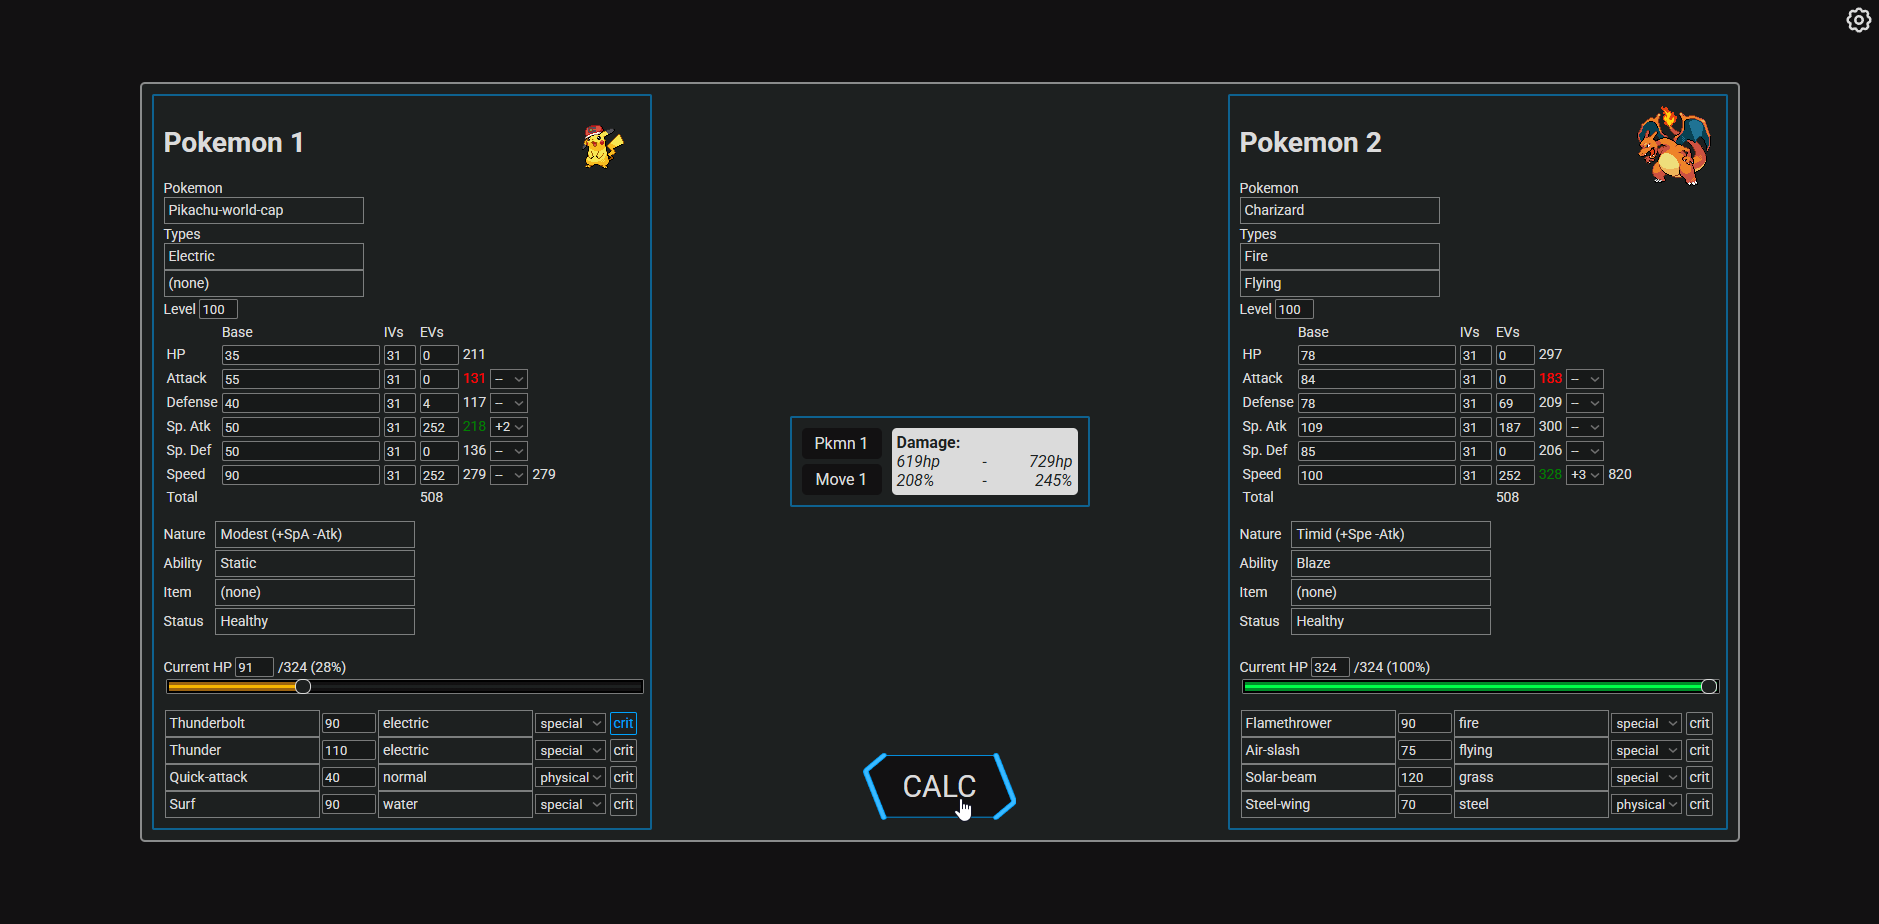 Pokemon 1
Pokemon
Pikachu-world-cap
Types
Electric
(none)
Level 100
Base IVs EVs
HP 35 31 0 211
Attack 55 31 0 131 --
Defense 40 31 4 117 --
Sp. Atk 50 31 252 218 +2
Sp. Def 50 31 0 136 --
Speed 90 31 252 279 -- 279
Total 508
Nature Modest (+SpA -Atk)
Ability Static
Item (none)
Status Healthy
Current HP 91 /324 (28%)
Thunderbolt 90 electric special crit
Thunder 110 electric special crit
Quick-attack 40 normal physical crit
Surf 90 water special crit
Pkmn 1
Move 1
Damage:
619hp - 729hp
208% - 245%
CALC
Pokemon 2
Pokemon
Charizard
Types
Fire
Flying
Level 100
Base IVs EVs
HP 78 31 0 297
Attack 84 31 0 183 --
Defense 78 31 69 209 --
Sp. Atk 109 31 187 300 --
Sp. Def 85 31 0 206 --
Speed 100 31 252 328 +3 820
Total 508
Nature Timid (+Spe -Atk)
Ability Blaze
Item (none)
Status Healthy
Current HP 324 /324 (100%)
Flamethrower 90 fire special crit
Air-slash 75 flying special crit
Solar-beam 120 grass special crit
Steel-wing 70 steel physical crit